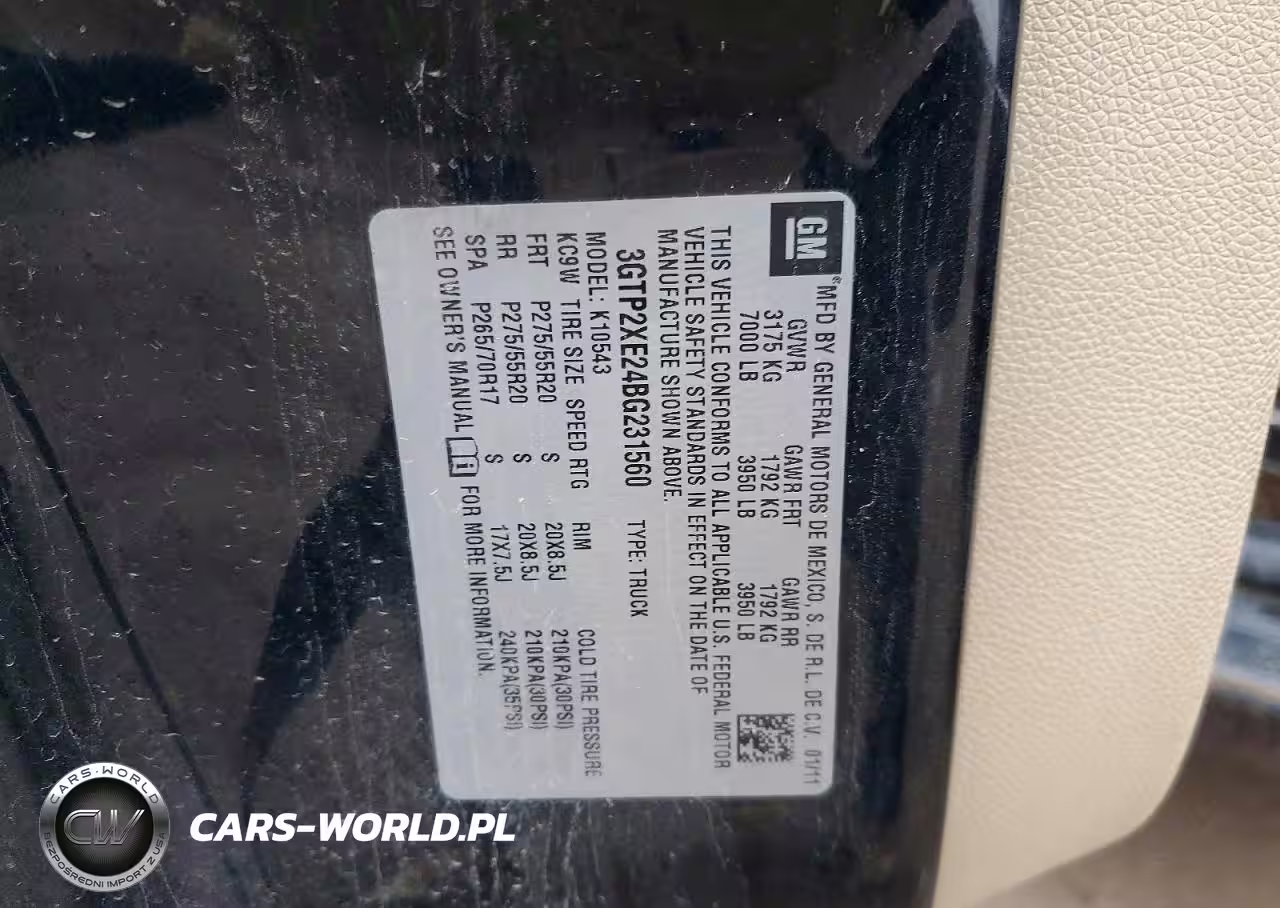 GM
®MFD BY GENERAL MOTORS DE MEXICO, S. DE R.L. DE C.V. 01/11
GVWR GAWR FRT GAWR RR
3175 KG 1792 KG 1792 KG
7000 LB 3950 LB 3950 LB
THIS VEHICLE CONFORMS TO ALL APPLICABLE U.S. FEDERAL MOTOR
VEHICLE SAFETY STANDARDS IN EFFECT ON THE DATE OF
MANUFACTURE SHOWN ABOVE.
3GTP2XE24BG231560 TYPE: TRUCK
MODEL: K10543
KC9W TIRE SIZE SPEED RTG RIM COLD TIRE PRESSURE
FRT P275/55R20 S 20X8.5J 210KPA(30PSI)
RR P275/55R20 S 20X8.5J 210KPA(30PSI)
SPA P265/70R17 S 17X7.5J 240KPA(35PSI)
SEE OWNER'S MANUAL i FOR MORE INFORMATION.
CARS-WORLD
CW
BEZPOŚREDNI IMPORT Z USA
CARS-WORLD.PL